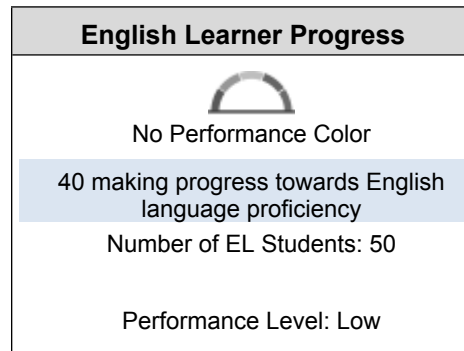 English Learner Progress
No Performance Color
40 making progress towards English
language proficiency
Number of EL Students: 50
Performance Level: Low